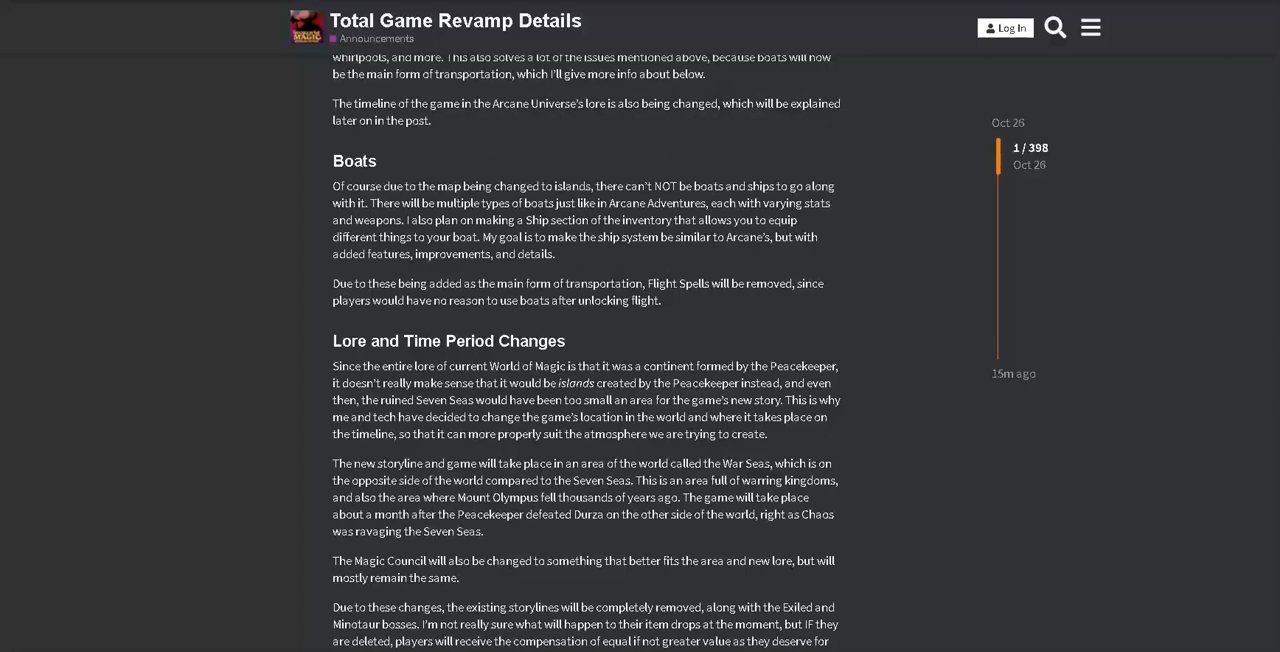 Total Game Revamp Details
Announcements
Log In
whirlpools, and more. This also solves a lot of the issues mentioned above, because boats will now
be the main form of transportation, which I'll give more info about below.
The timeline of the game in the Arcane Universe's lore is also being changed, which will be explained
later on in the post.
Boats
Of course due to the map being changed to islands, there can't NOT be boats and ships to go along
with it. There will be multiple types of boats just like in Arcane Adventures, each with varying stats
and weapons. I also plan on making a Ship section of the inventory that allows you to equip
different things to your boat. My goal is to make the ship system be similar to Arcane's, but with
added features, improvements, and details.
Due to these being added as the main form of transportation, Flight Spells will be removed, since
players would have no reason to use boats after unlocking flight.
Lore and Time Period Changes
Since the entire lore of current World of Magic is that it was a continent formed by the Peacekeeper,
it doesn't really make sense that it would be islands created by the Peacekeeper instead, and even
then, the ruined Seven Seas would have been too small an area for the game's new story. This is why
me and tech have decided to change the game's location in the world and where it takes place on
the timeline, so that it can more properly suit the atmosphere we are trying to create.
The new storyline and game will take place in an area of the world called the War Seas, which is on
the opposite side of the world compared to the Seven Seas. This is an area full of warring kingdoms,
and also the area where Mount Olympus fell thousands of years ago. The game will take place
about a month after the Peacekeeper defeated Durza on the other side of the world, right as Chaos
was ravaging the Seven Seas.
The Magic Council will also be changed to something that better fits the area and new lore, but will
mostly remain the same.
Due to these changes, the existing storylines will be completely removed, along with the Exiled and
Minotaur bosses. I'm not really sure what will happen to their item drops at the moment, but IF they
are deleted, players will receive the compensation of equal if not greater value as they deserve for
Oct 26
1 / 398
Oct 26
15m ago